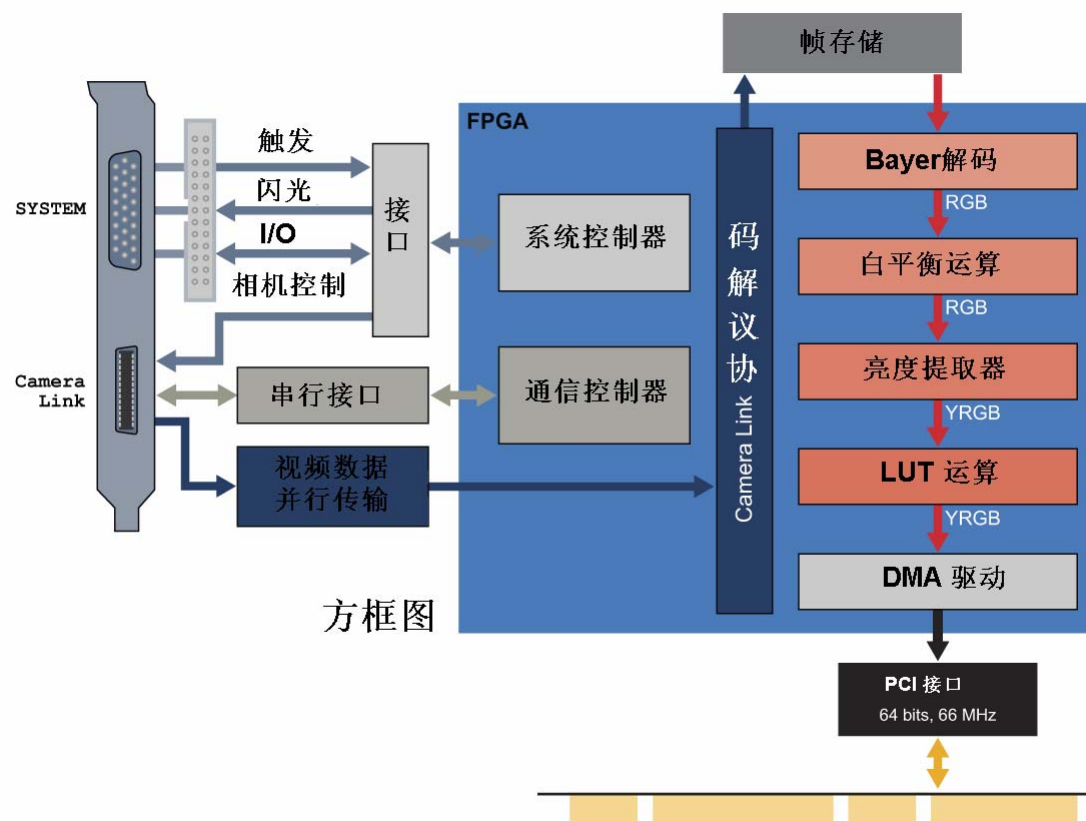 帧存储
FPGA
SYSTEM
触发
闪光
I/O
相机控制
接口
系统控制器
Camera
Link
串行接口
通信控制器
视频数据
并行传输
码解议协
Camera Link
Bayer解码
RGB
白平衡运算
RGB
亮度提取器
YRGB
LUT 运算
YRGB
DMA 驱动
方框图
PCI 接口
64 bits, 66 MHz